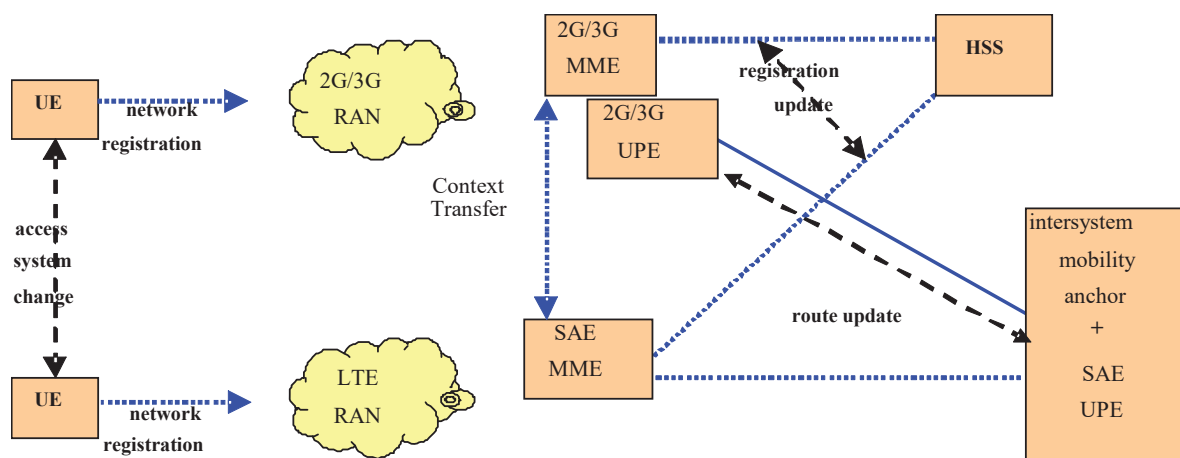 UE
network
registration
2G/3G
RAN
access
system
change
UE
network
registration
LTE
RAN
2G/3G
MME
2G/3G
UPE
registration
update
HSS
Context
Transfer
route update
SAE
MME
intersystem
mobility
anchor
+
SAE
UPE